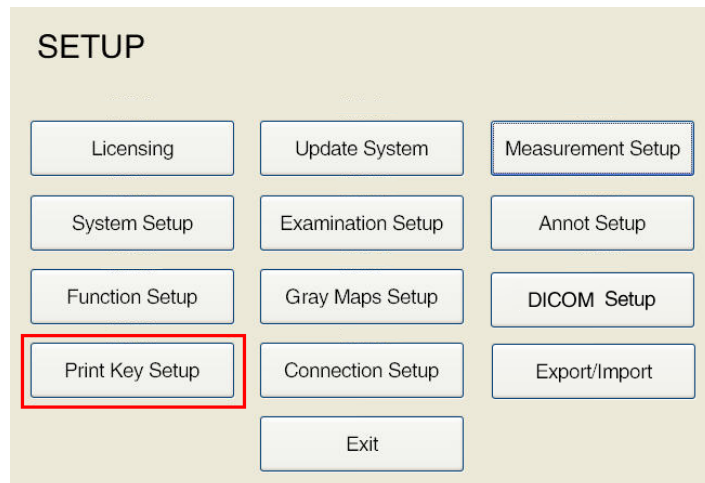 SETUP
Licensing
Update System
Measurement Setup
System Setup
Examination Setup
Annot Setup
Function Setup
Gray Maps Setup
DICOM Setup
Print Key Setup
Connection Setup
Export/Import
Exit